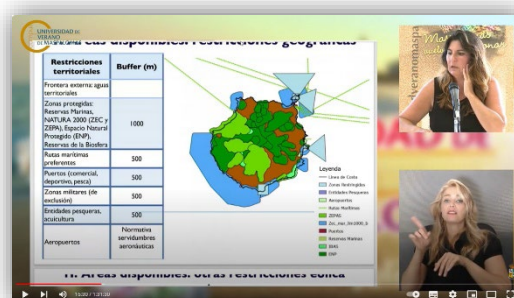 UNIVERSIDAD DE
VERANO
DE MASPALOMAS
Áreas disponibles: restricciones geográficas
Restricciones
territoriales
Buffer (m)
Frontera externa: aguas
territoriales
Zonas protegidas:
Reservas Marinas,
NATURA 2000 (ZEC y
ZEPA), Espacio Natural
Protegido (ENP),
Reservas de la Biosfera
1000
Rutas marítimas
preferentes
500
Puertos (comercial,
deportivo, pesca)
500
Zonas militares (de
exclusión)
500
Entidades pesqueras,
acuicultura
500
Aeropuertos
Normativa
servidumbres
aeronáuticas
Leyenda
Línea de Costa
Zonas Restringidas
Entidades Pesqueras
Aeropuertos
Rutas Marítimas
ZEPAS
Puertos
Reservas Marinas
ENP
Áreas disponibles: otras restricciones eólica
dveranomaspa